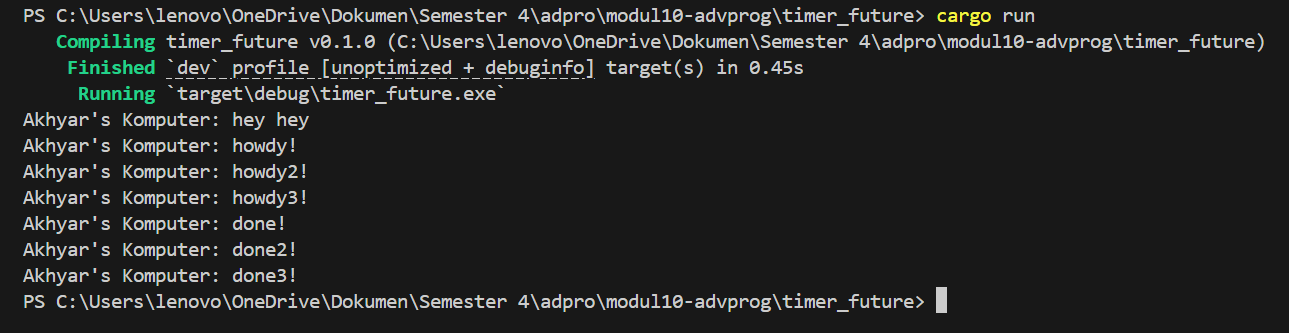 PS C:\Users\lenovo\OneDrive\Dokumen\Semester 4\adpro\modul10-advprog\timer_future> cargo run
Compiling timer_future v0.1.0 (C:\Users\lenovo\OneDrive\Dokumen\Semester 4\adpro\modul10-advprog\timer_future)
Finished `dev` profile [unoptimized + debuginfo] target(s) in 0.45s
Running `target\debug\timer_future.exe`
Akhyar's Komputer: hey hey
Akhyar's Komputer: howdy!
Akhyar's Komputer: howdy2!
Akhyar's Komputer: howdy3!
Akhyar's Komputer: done!
Akhyar's Komputer: done2!
Akhyar's Komputer: done3!
PS C:\Users\lenovo\OneDrive\Dokumen\Semester 4\adpro\modul10-advprog\timer_future>